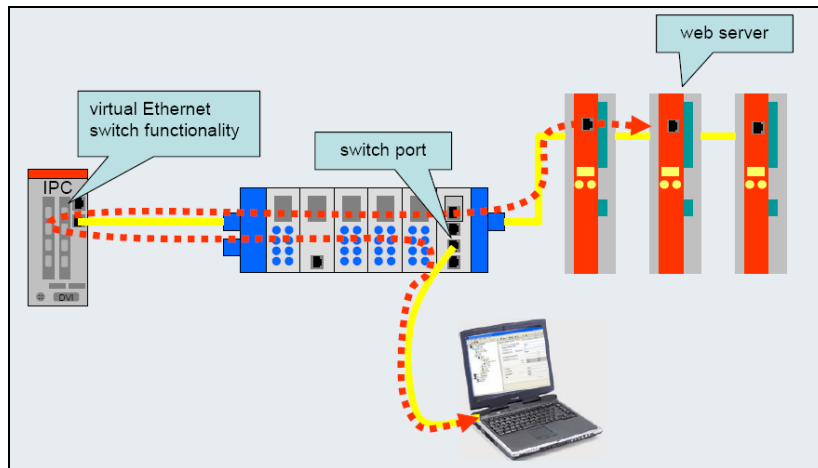 web server
virtual Ethernet
switch functionality
switch port
IPC
DVI